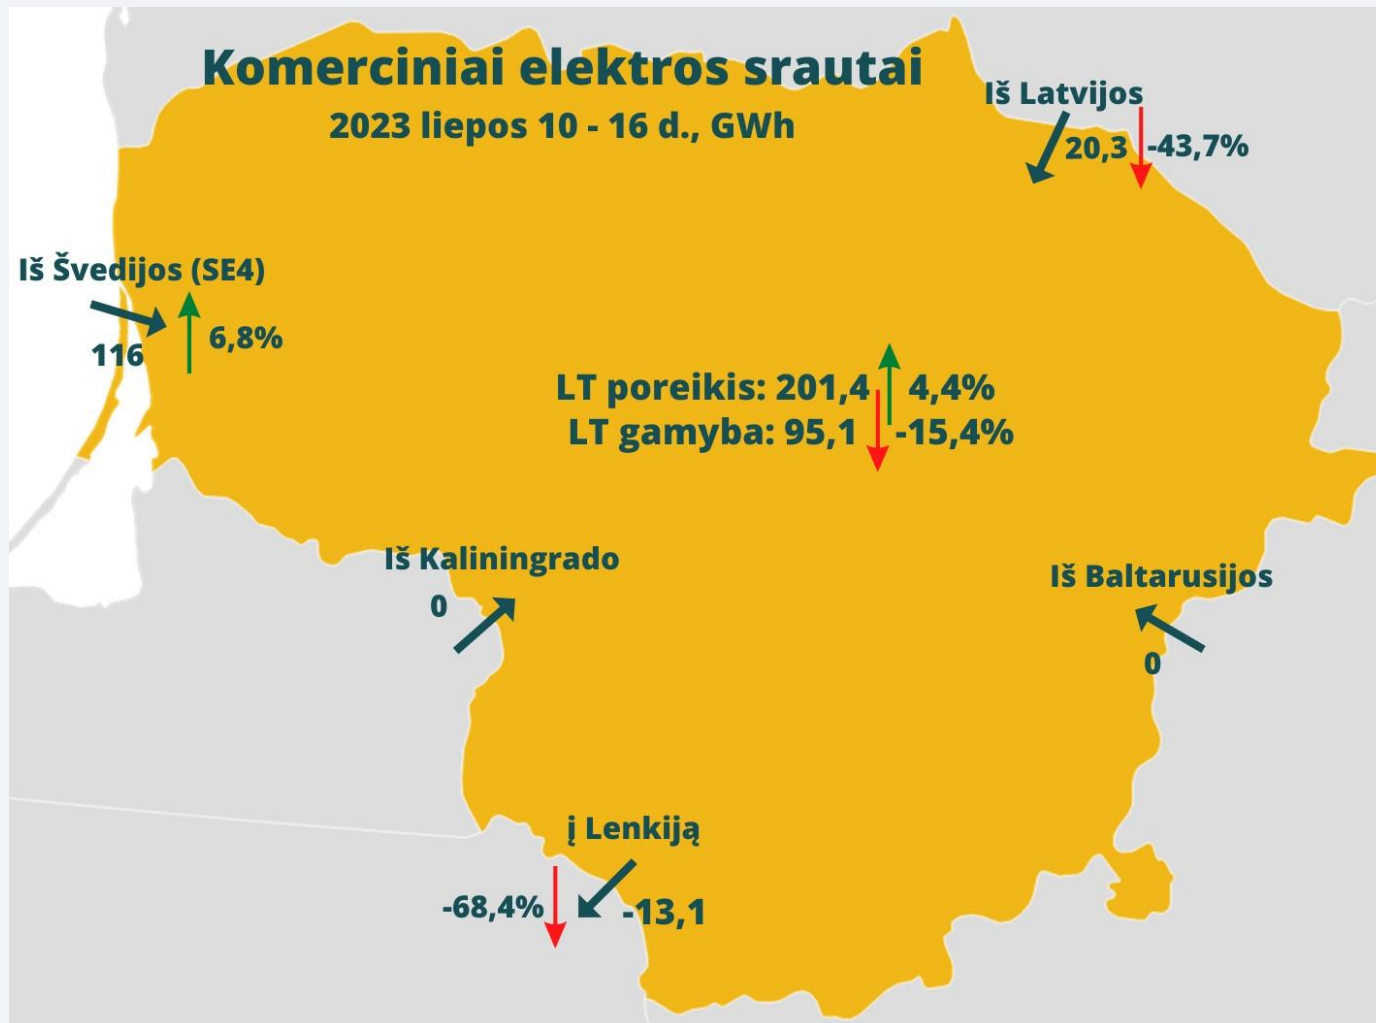 Komerciniai elektros srautai
2023 liepos 10 - 16 d., GWh
Iš Latvijos
20,3 -43,7%
Iš Švedijos (SE4)
116 6,8%
LT poreikis: 201,4 4,4%
LT gamyba: 95,1 -15,4%
Iš Kaliningrado
0
Iš Baltarusijos
0
į Lenkiją
-68,4% -13,1